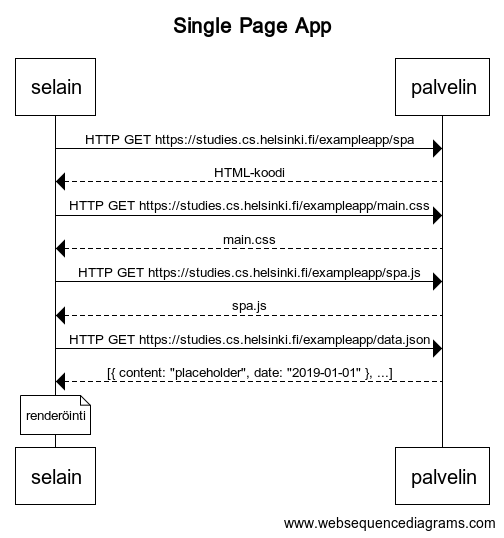 Single Page App
selain
palvelin
HTTP GET https://studies.cs.helsinki.fi/exampleapp/spa
HTML-koodi
HTTP GET https://studies.cs.helsinki.fi/exampleapp/main.css
main.css
HTTP GET https://studies.cs.helsinki.fi/exampleapp/spa.js
spa.js
HTTP GET https://studies.cs.helsinki.fi/exampleapp/data.json
[{ content: "placeholder", date: "2019-01-01" }, ...]
renderöinti
selain
palvelin
www.websequencediagrams.com